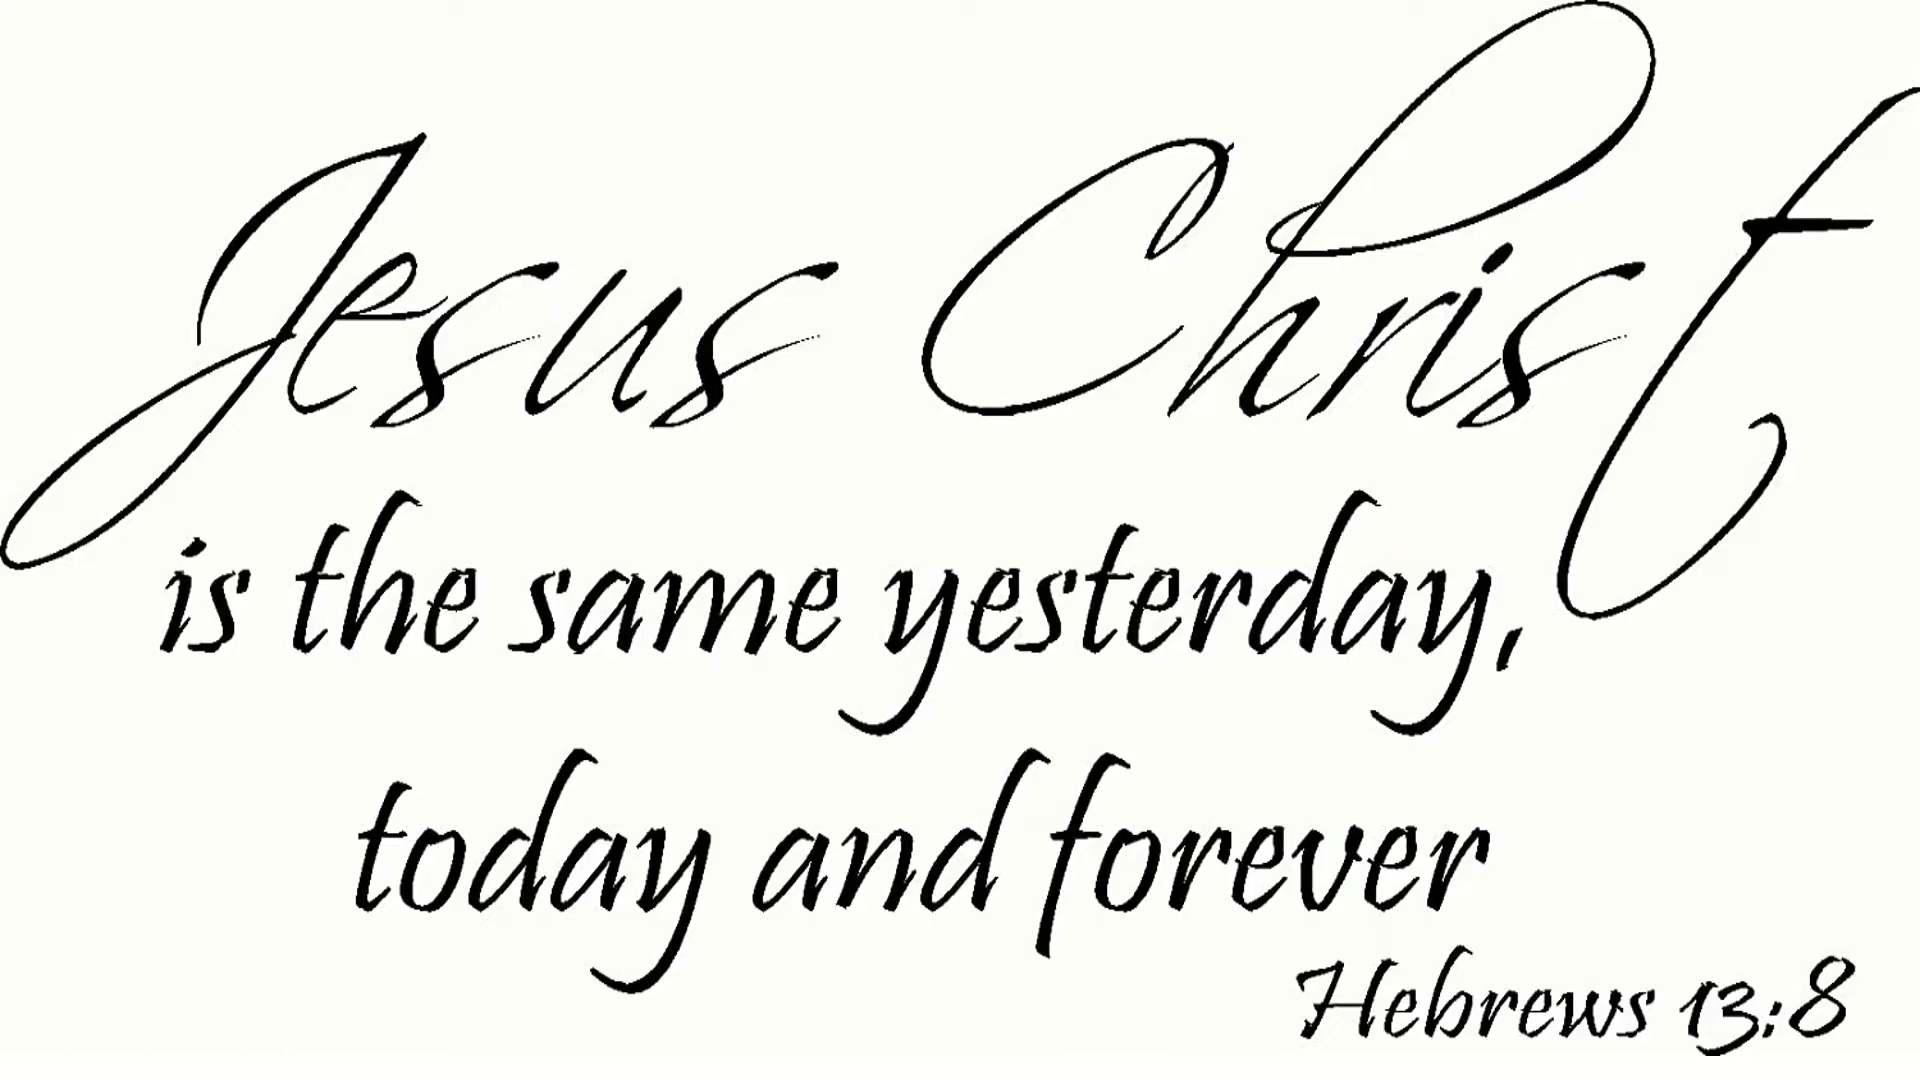 Jesus Christ
is the same yesterday,
today and forever
Hebrews 13:8